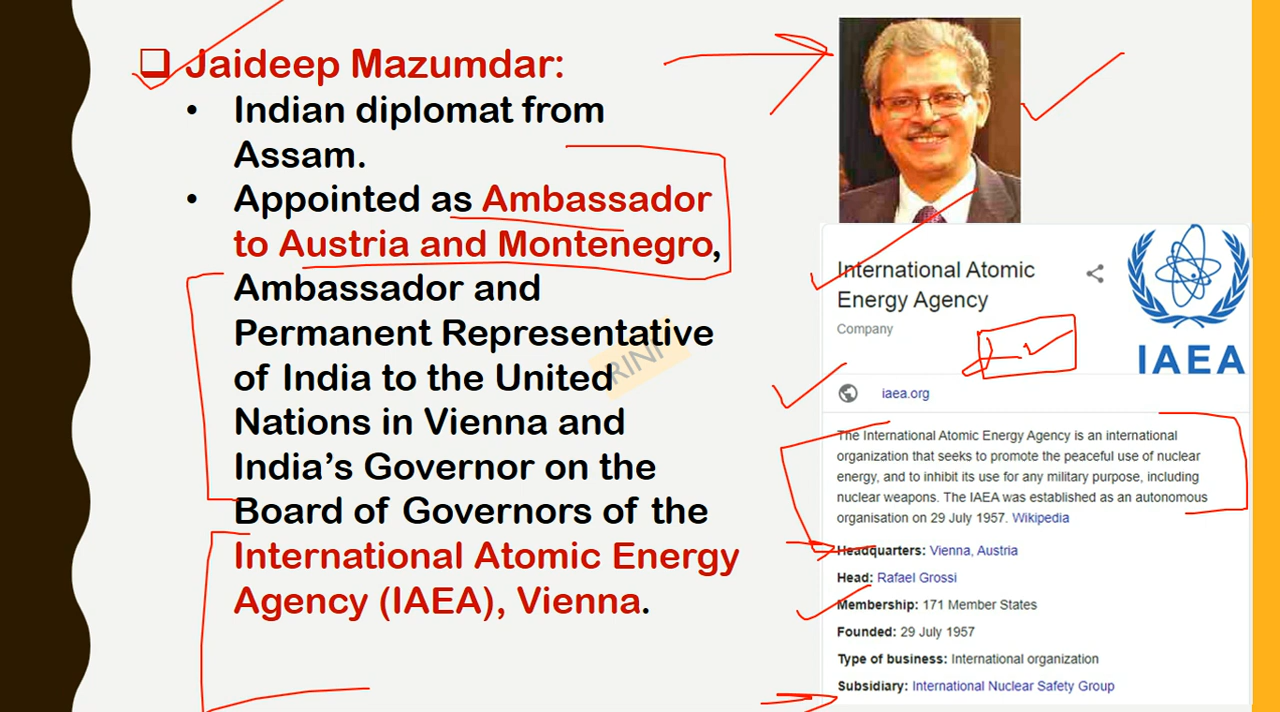 Jaideep Mazumdar:
• Indian diplomat from
Assam.
• Appointed as Ambassador
to Austria and Montenegro,
Ambassador and
Permanent Representative
of India to the United
Nations in Vienna and
India's Governor on the
Board of Governors of the
International Atomic Energy
Agency (IAEA), Vienna.
RINI
International Atomic
Energy Agency
Company
IAEA
iaea.org
The International Atomic Energy Agency is an international
organization that seeks to promote the peaceful use of nuclear
energy, and to inhibit its use for any military purpose, including
nuclear weapons. The IAEA was established as an autonomous
organisation on 29 July 1957. Wikipedia
Headquarters: Vienna, Austria
Head: Rafael Grossi
Membership: 171 Member States
Founded: 29 July 1957
Type of business: International organization
Subsidiary: International Nuclear Safety Group